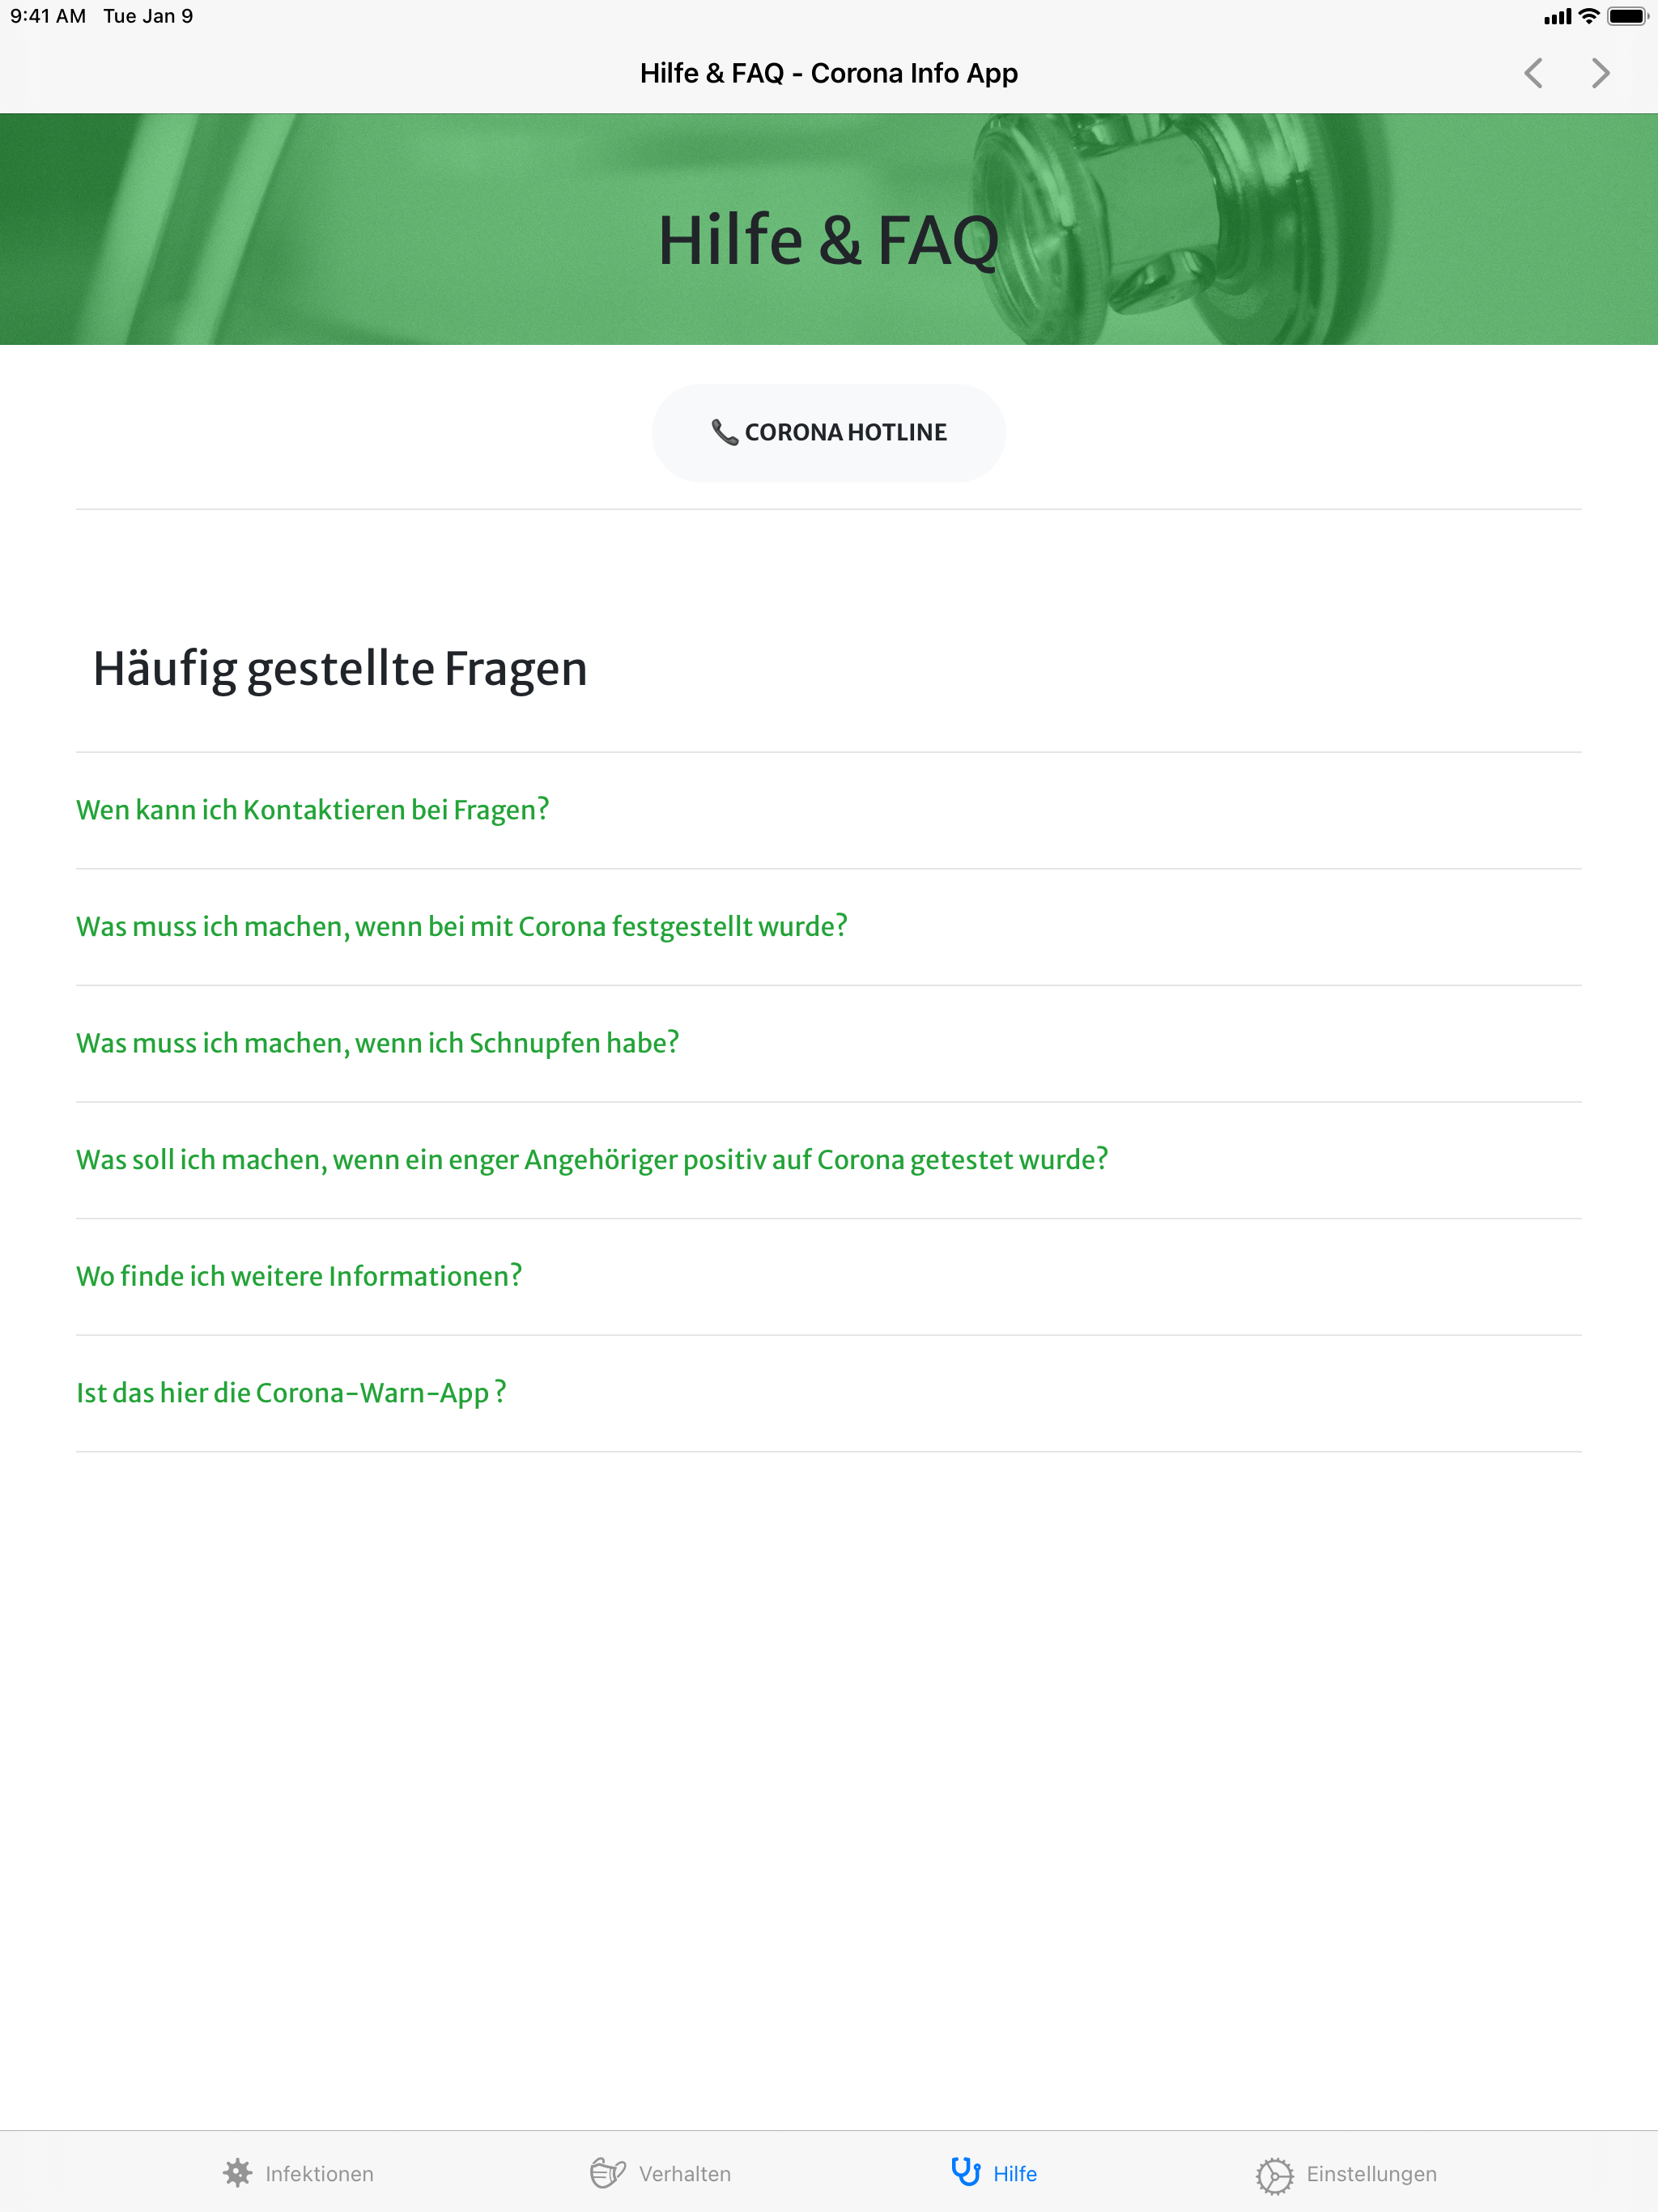 9:41 AM Tue Jan 9
Hilfe & FAQ - Corona Info App
Hilfe & FAQ
CORONA HOTLINE
Häufig gestellte Fragen
Wen kann ich Kontaktieren bei Fragen?
Was muss ich machen, wenn bei mit Corona festgestellt wurde?
Was muss ich machen, wenn ich Schnupfen habe?
Was soll ich machen, wenn ein enger Angehöriger positiv auf Corona getestet wurde?
Wo finde ich weitere Informationen?
Ist das hier die Corona-Warn-App ?
Infektionen Verhalten Hilfe Einstellungen